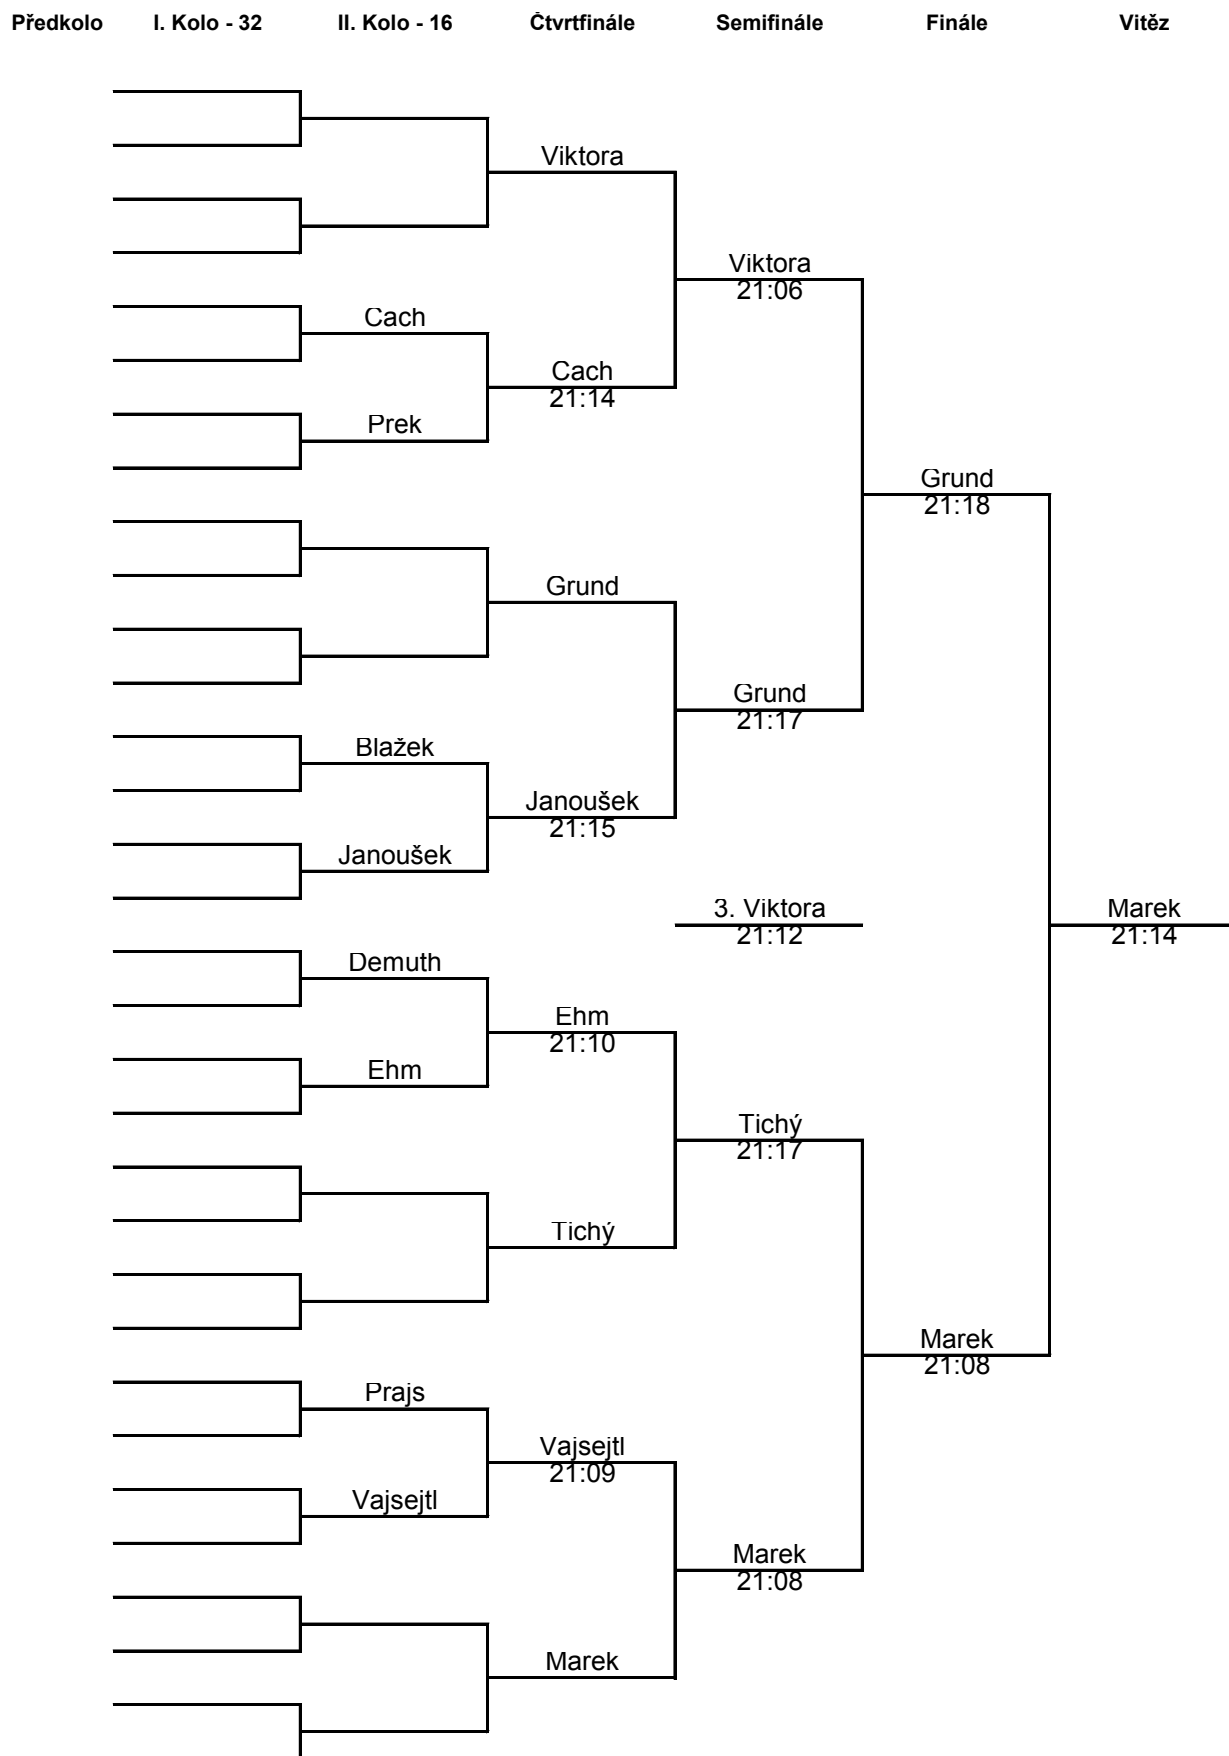 Předkolo I. Kolo - 32 II. Kolo - 16 Čtvrtfinále Semifinále Finále Vitěz
Viktora
Viktora
21:06
Cach
Cach
21:14
Prek
Grund
21:18
Grund
Grund
21:17
Blažek
Janoušek
21:15
Janoušek
3. Viktora
21:12
Marek
21:14
Demuth
Ehm
21:10
Ehm
Tichý
21:17
Tichý
Marek
21:08
Prajs
Vajsejtl
21:09
Vajsejtl
Marek
21:08
Marek